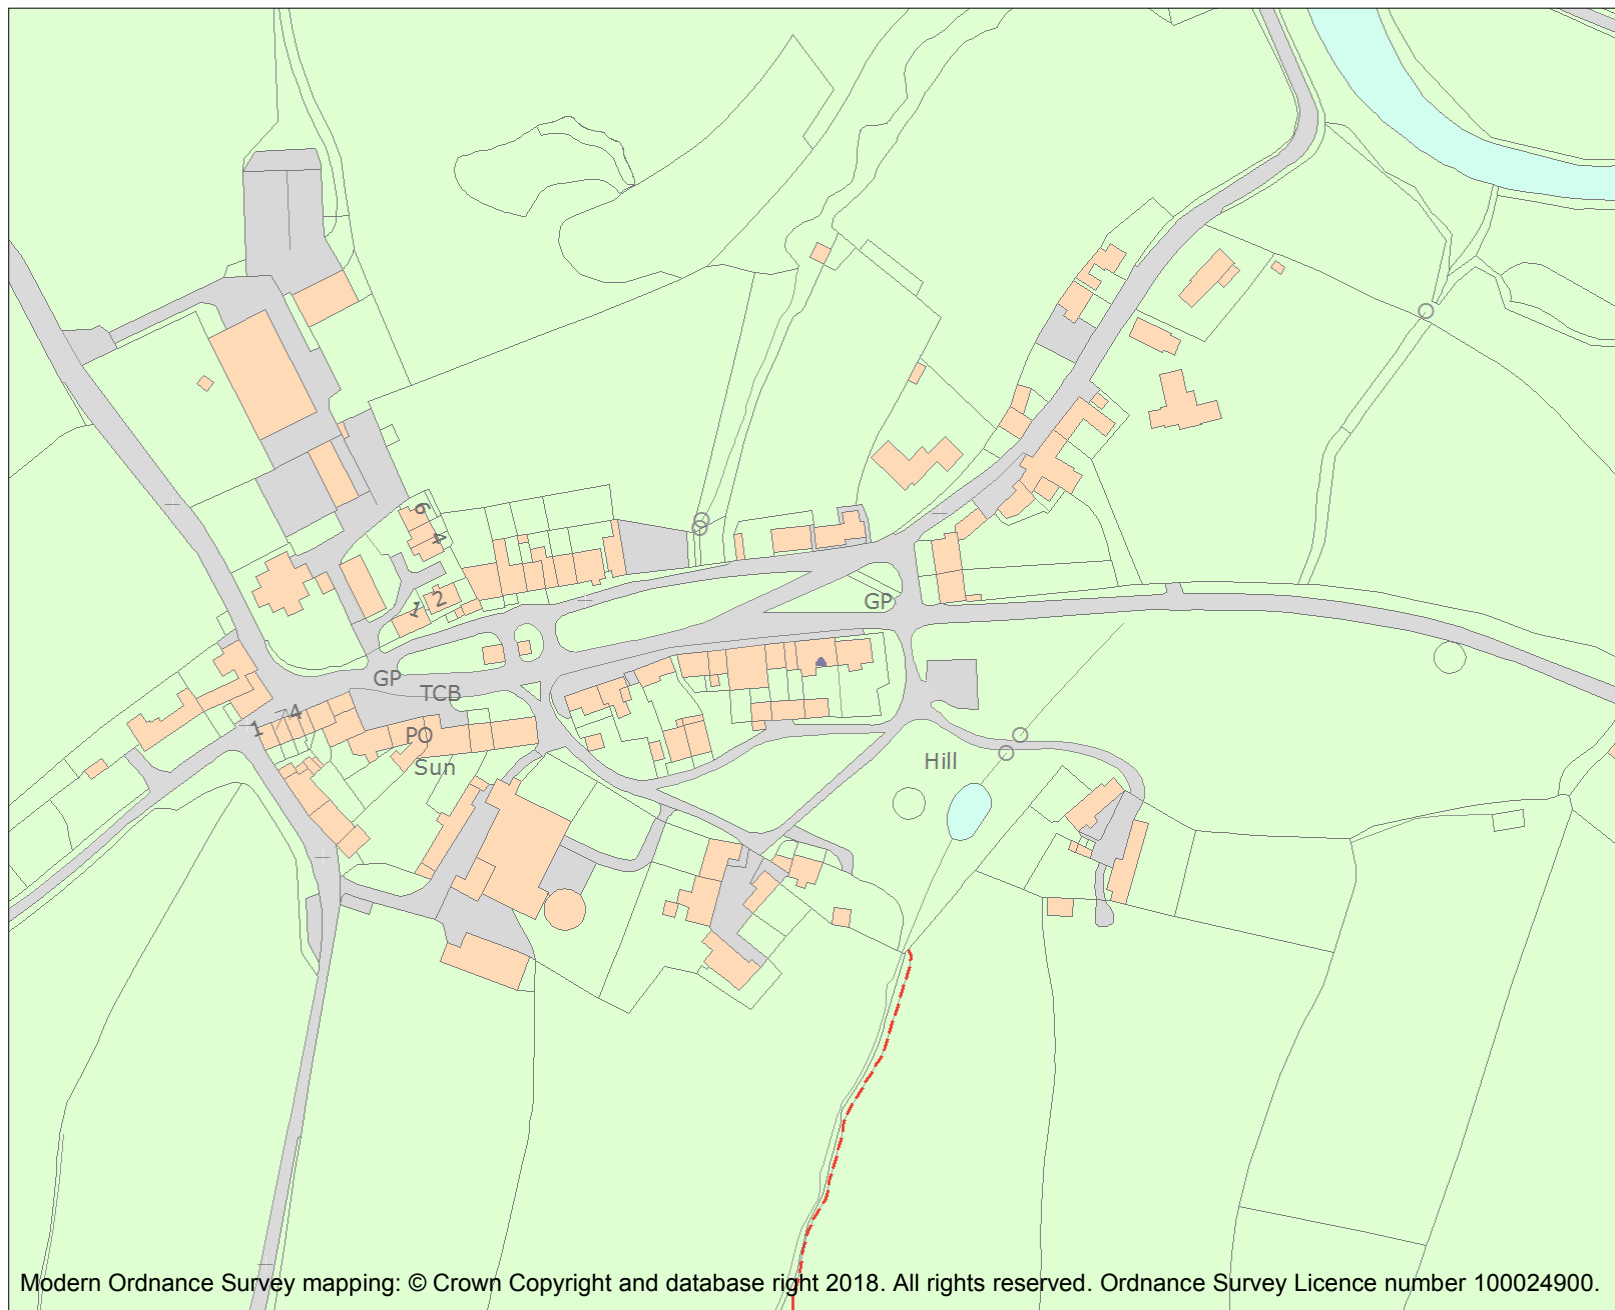 6
4
2
1
GP
GP
TCB
4
1
PO
Sun
Hill
Modern Ordnance Survey mapping: © Crown Copyright and database right 2018. All rights reserved. Ordnance Survey Licence number 100024900.